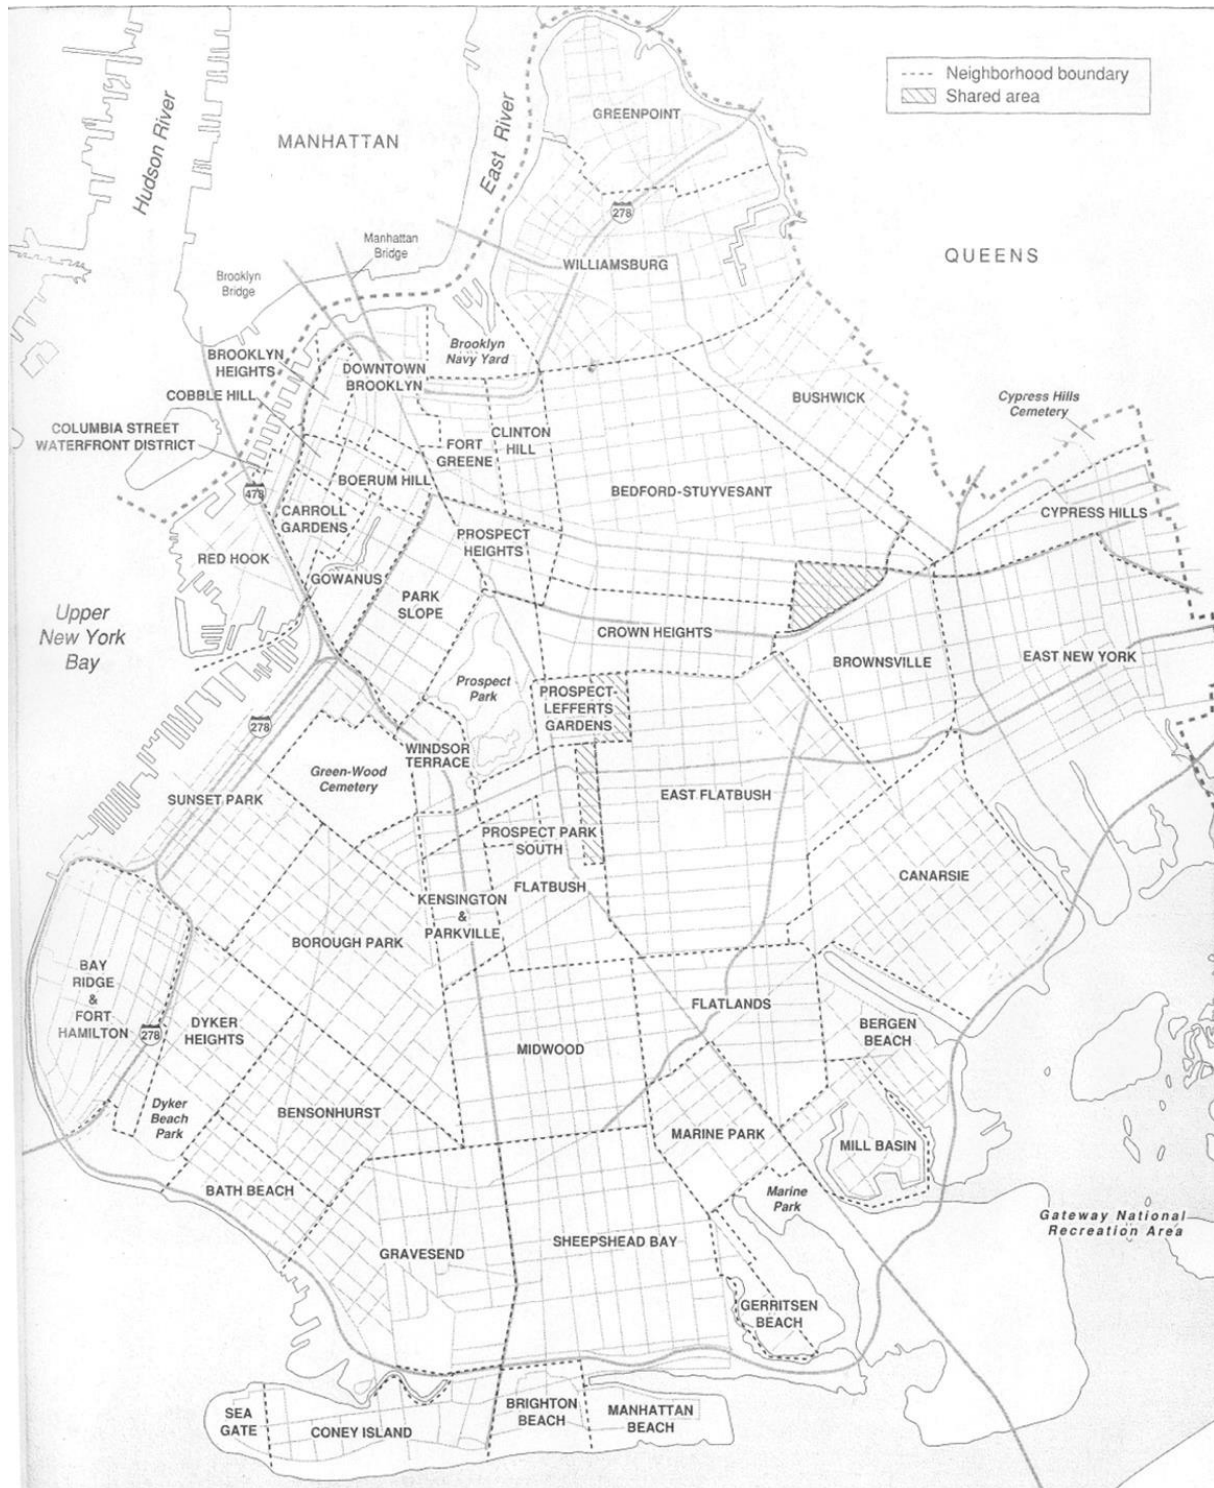 Neighborhood boundary
Shared area
GREENPOINT
MANHATTAN
Hudson River
East River
278
Manhattan
Bridge
QUEENS
WILLIAMSBURG
Brooklyn
Bridge
Brooklyn
Navy Yard
BROOKLYN
HEIGHTS
DOWNTOWN
BROOKLYN
COBBLE HILL
BUSHWICK
Cypress Hills
Cemetery
COLUMBIA STREET
WATERFRONT DISTRICT
FORT
GREENE
CLINTON
HILL
BOERUM HILL
BEDFORD-STUYVESANT
478
CARROLL
GARDENS
CYPRESS HILLS
PROSPECT
HEIGHTS
RED HOOK
GOWANUS
PARK
SLOPE
Upper
New York
Bay
CROWN HEIGHTS
BROWNSVILLE
EAST NEW YORK
Prospect
Park
PROSPECT-
LEFFERTS
GARDENS
278
WINDSOR
TERRACE
Green-Wood
Cemetery
SUNSET PARK
EAST FLATBUSH
PROSPECT PARK
SOUTH
FLATBUSH
CANARSIE
KENSINGTON
&
PARKVILLE
BOROUGH PARK
BAY
RIDGE
&
FORT
HAMILTON
278
DYKER
HEIGHTS
FLATLANDS
BERGEN
BEACH
MIDWOOD
Dyker
Beach
Park
BENSONHURST
MARINE PARK
MILL BASIN
BATH BEACH
Marine
Park
Gateway National
Recreation Area
GRAVESEND
SHEEPSHEAD BAY
GERRITSEN
BEACH
SEA
GATE
CONEY ISLAND
BRIGHTON
BEACH
MANHATTAN
BEACH